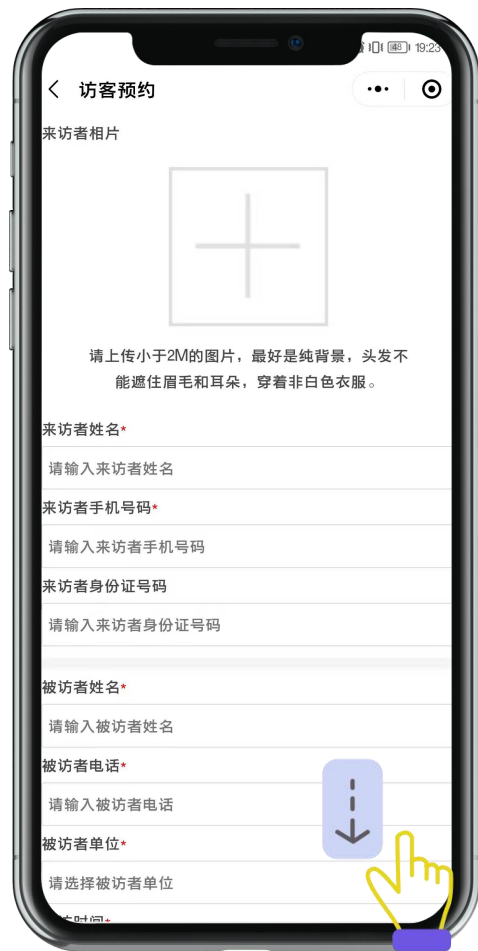 48 19:23
访客预约
来访者相片
请上传小于2M的图片，最好是纯背景，头发不
能遮住眉毛和耳朵，穿着非白色衣服。
来访者姓名*
请输入来访者姓名
来访者手机号码*
请输入来访者手机号码
来访者身份证号码
请输入来访者身份证号码
被访者姓名*
请输入被访者姓名
被访者电话*
请输入被访者电话
被访者单位*
请选择被访者单位
访时间*